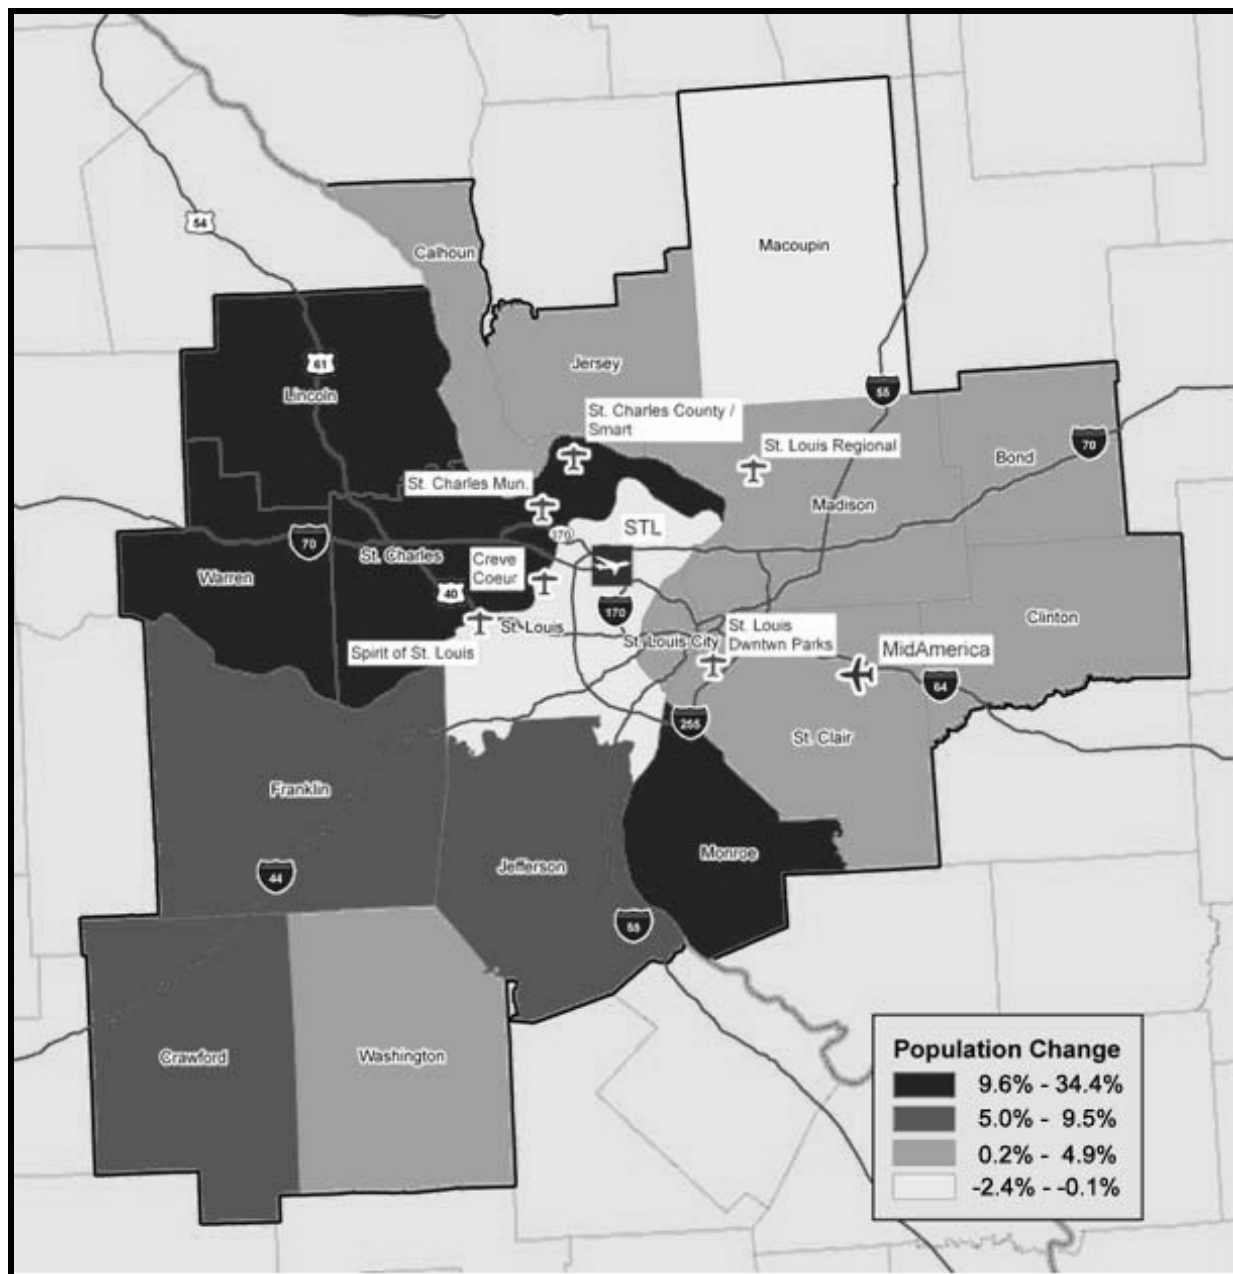 54
Calhoun
Macoupin
61
Lincoln
Jersey
55
St. Charles County /
Smart
St. Louis Regional
70
Bond
St. Charles Mun.
Madison
STL
370
70
St. Charles
Creve
Coeur
Warren
40
170
Clinton
St. Louis
St. Louis City
St. Louis
Dwntwn Parks
Spirit of St. Louis
MidAmerica
64
255
St. Clair
Franklin
Monroe
Jefferson
44
55
Crawford
Washington
Population Change
9.6% - 34.4%
5.0% - 9.5%
0.2% - 4.9%
-2.4% - -0.1%